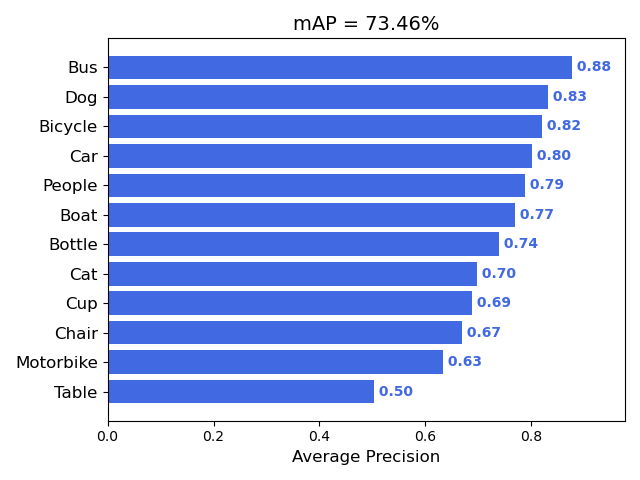 mAP = 73.46%
Bus 0.88
Dog 0.83
Bicycle 0.82
Car 0.80
People 0.79
Boat 0.77
Bottle 0.74
Cat 0.70
Cup 0.69
Chair 0.67
Motorbike 0.63
Table 0.50
0.0 0.2 0.4 0.6 0.8
Average Precision